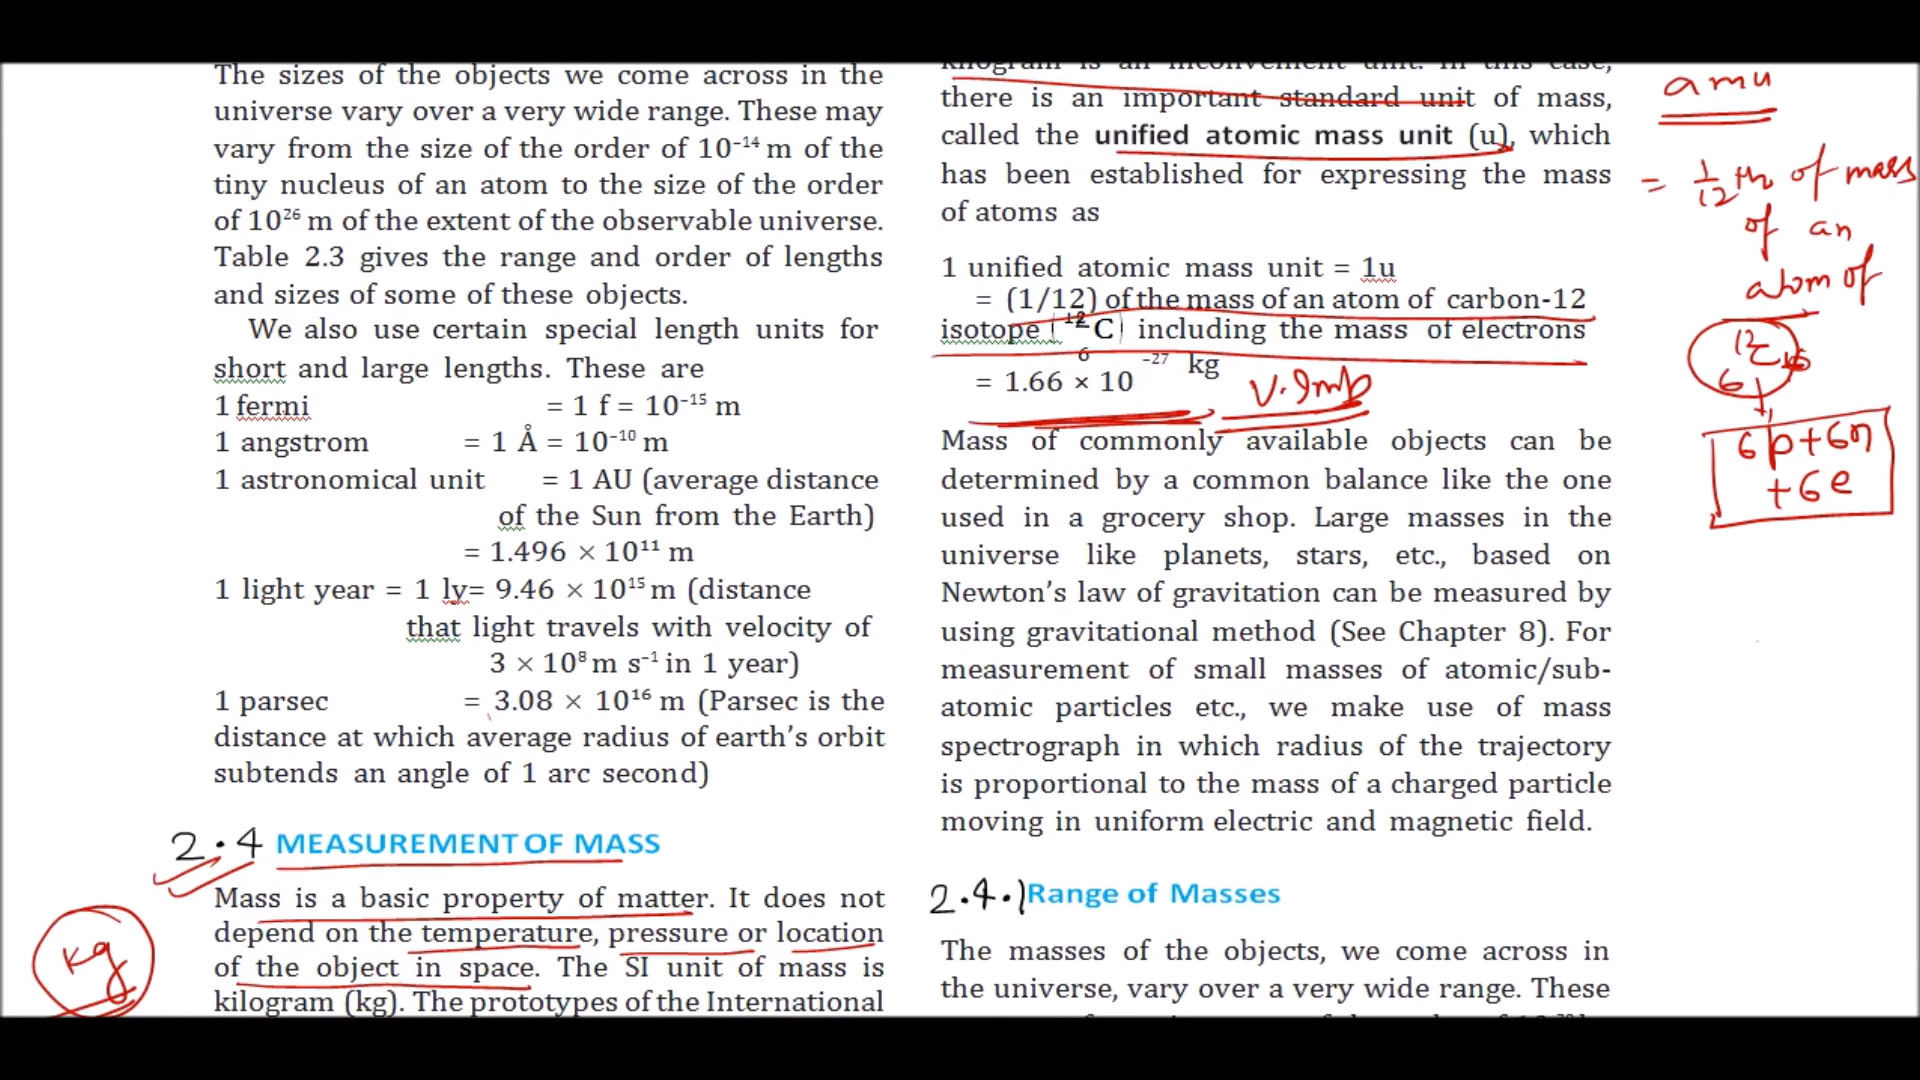 The sizes of the objects we come across in the
universe vary over a very wide range. These may
vary from the size of the order of 10⁻¹⁴ m of the
tiny nucleus of an atom to the size of the order
of 10²⁶ m of the extent of the observable universe.
Table 2.3 gives the range and order of lengths
and sizes of some of these objects.
We also use certain special length units for
short and large lengths. These are
1 fermi = 1 f = 10⁻¹⁵ m
1 angstrom = 1 Å = 10⁻¹⁰ m
1 astronomical unit = 1 AU (average distance
of the Sun from the Earth)
= 1.496 × 10¹¹ m
1 light year = 1 ly= 9.46 × 10¹⁵ m (distance
that light travels with velocity of
3 × 10⁸ m s⁻¹ in 1 year)
1 parsec = 3.08 × 10¹⁶ m (Parsec is the
distance at which average radius of earth's orbit
subtends an angle of 1 arc second)
2.4 MEASUREMENT OF MASS
Mass is a basic property of matter. It does not
depend on the temperature, pressure or location
of the object in space. The SI unit of mass is
kilogram (kg). The prototypes of the International
kg
kilogram is an inconvenient unit. In this case,
there is an important standard unit of mass,
called the unified atomic mass unit (u), which
has been established for expressing the mass
of atoms as
1 unified atomic mass unit = 1u
= (1/12) of the mass of an atom of carbon-12
isotope (¹²₆C) including the mass of electrons
= 1.66 × 10⁻²⁷ kg
V. Imp
Mass of commonly available objects can be
determined by a common balance like the one
used in a grocery shop. Large masses in the
universe like planets, stars, etc., based on
Newton's law of gravitation can be measured by
using gravitational method (See Chapter 8). For
measurement of small masses of atomic/sub-
atomic particles etc., we make use of mass
spectrograph in which radius of the trajectory
is proportional to the mass of a charged particle
moving in uniform electric and magnetic field.
2.4.1 Range of Masses
The masses of the objects, we come across in
the universe, vary over a very wide range. These
amu
= 1/12 th of mass
of an
atom of
¹²₆C
6p+6n
+6e